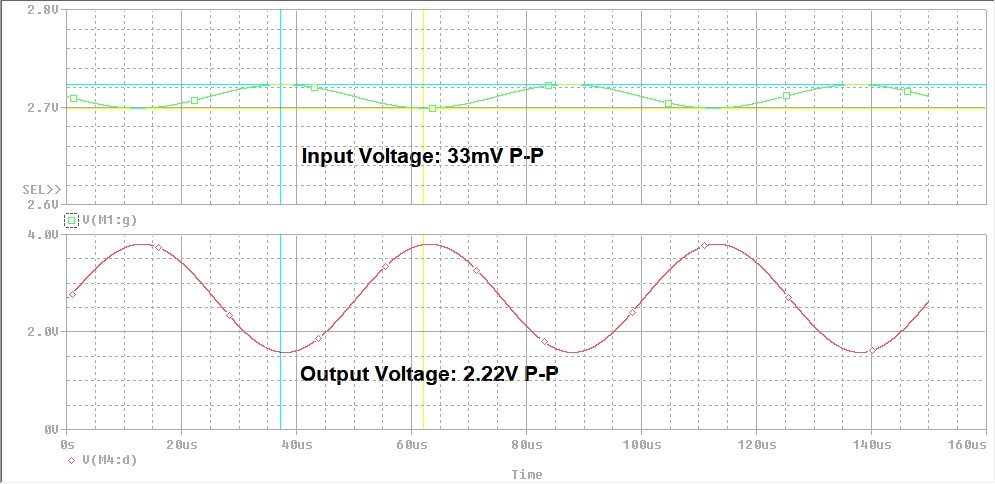 2.8V
2.7V
Input Voltage: 33mV P-P
SEL>>
2.6V
V(M1:g)
4.0V
2.0V
Output Voltage: 2.22V P-P
0V
0s 20us 40us 60us 80us 100us 120us 140us 160us
V(M4:d)
Time